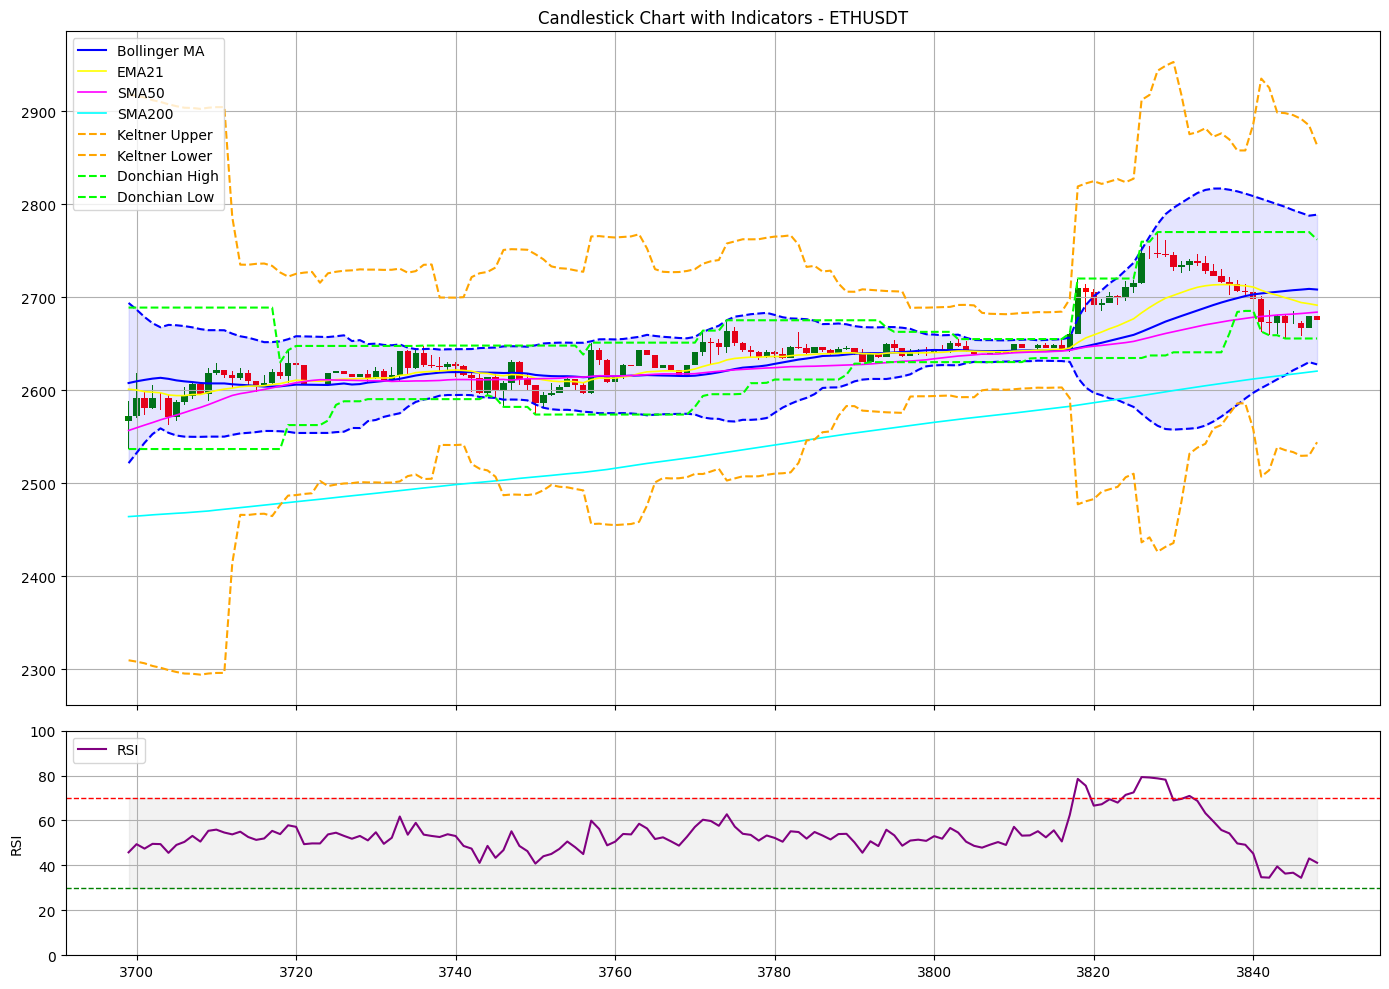 Candlestick Chart with Indicators - ETHUSDT
Bollinger MA
EMA21
SMA50
SMA200
Keltner Upper
Keltner Lower
Donchian High
Donchian Low
2900
2800
2700
2600
2500
2400
2300
RSI
100
80
60
40
20
0
RSI
3700 3720 3740 3760 3780 3800 3820 3840